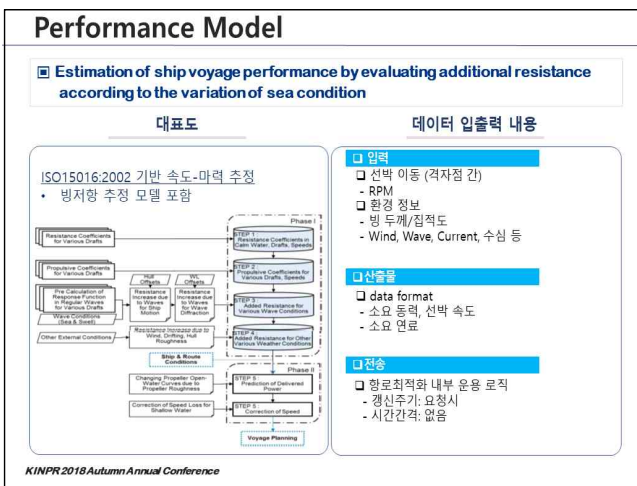 Performance Model
Estimation of ship voyage performance by evaluating additional resistance
according to the variation of sea condition
대표도
데이터 입출력 내용
ISO15016:2002 기반 속도-마력 추정
• 빙저항 추정 모델 포함
Phase I
Resistance Coefficients
for Various Drafts
STEP 1 :
Resistance Coefficients in
Calm Water, Drafts, Speeds
Propulsive Coefficients
for Various Drafts
STEP 2 :
Propulsive Coefficients for
Various Drafts, Speeds
Hull
Offsets
WL
Offsets
Pre Calculation of
Response Function
in Regular Waves
for Various Drafts
Resistance
Increase due
to Waves
for Ship
Motion
Resistance
Increase due
to Waves
for Wave
Diffraction
STEP 3 :
Added Resistance for
Various Wave Conditions
Wave Conditions
(Sea & Swell)
Other External Conditions
Resistance Increase due to
Wind, Drifting, Hull
Roughness
STEP 4 :
Added Resistance for Other
Various Weather Conditions
Ship & Route
Conditions
Phase II
Changing Propeller Open-
Water Curves due to
Propeller Roughness
STEP 5 :
Prediction of Delivered
Power
Correction of Speed Loss for
Shallow Water
STEP 5 :
Correction of Speed
Voyage Planning
입력
선박 이동 (격자점 간)
- RPM
환경 정보
- 빙 두께/집적도
- Wind, Wave, Current, 수심 등
산출물
data format
- 소요 동력, 선박 속도
- 소요 연료
전송
항로최적화 내부 운용 로직
- 갱신주기: 요청시
- 시간간격: 없음
KINPR 2018 Autumn Annual Conference